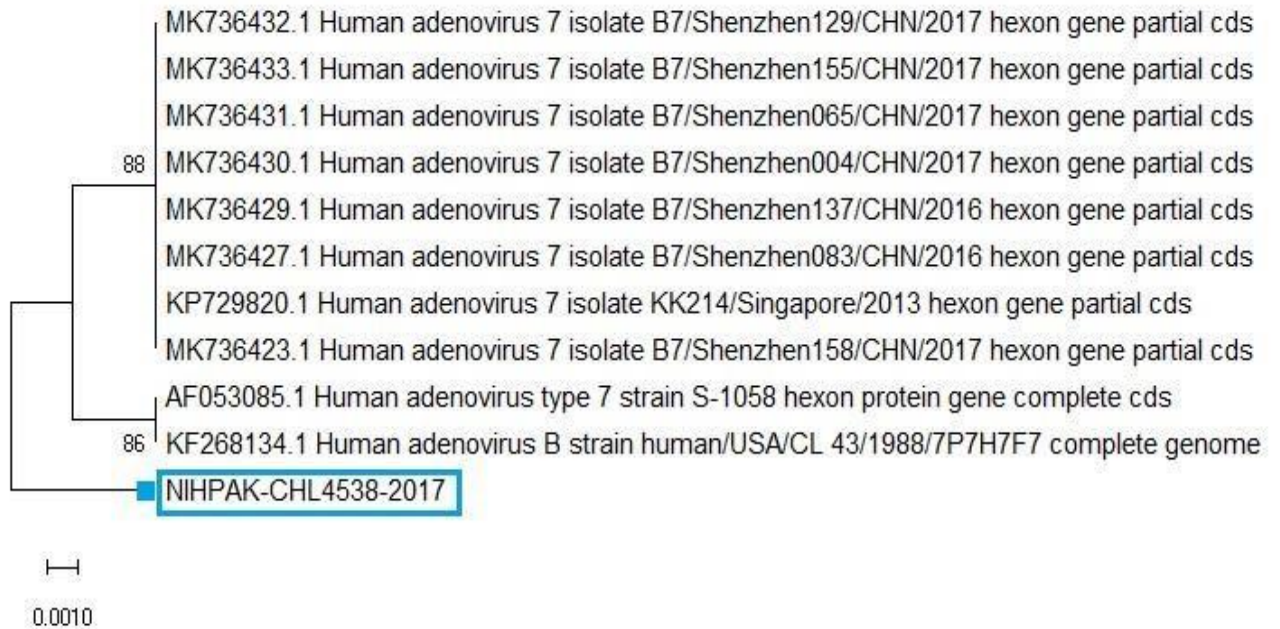 MK736432.1 Human adenovirus 7 isolate B7/Shenzhen129/CHN/2017 hexon gene partial cds
MK736433.1 Human adenovirus 7 isolate B7/Shenzhen155/CHN/2017 hexon gene partial cds
MK736431.1 Human adenovirus 7 isolate B7/Shenzhen065/CHN/2017 hexon gene partial cds
88 MK736430.1 Human adenovirus 7 isolate B7/Shenzhen004/CHN/2017 hexon gene partial cds
MK736429.1 Human adenovirus 7 isolate B7/Shenzhen137/CHN/2016 hexon gene partial cds
MK736427.1 Human adenovirus 7 isolate B7/Shenzhen083/CHN/2016 hexon gene partial cds
KP729820.1 Human adenovirus 7 isolate KK214/Singapore/2013 hexon gene partial cds
MK736423.1 Human adenovirus 7 isolate B7/Shenzhen158/CHN/2017 hexon gene partial cds
AF053085.1 Human adenovirus type 7 strain S-1058 hexon protein gene complete cds
86 KF268134.1 Human adenovirus B strain human/USA/CL 43/1988/7P7H7F7 complete genome
NIHPAK-CHL4538-2017
0.0010